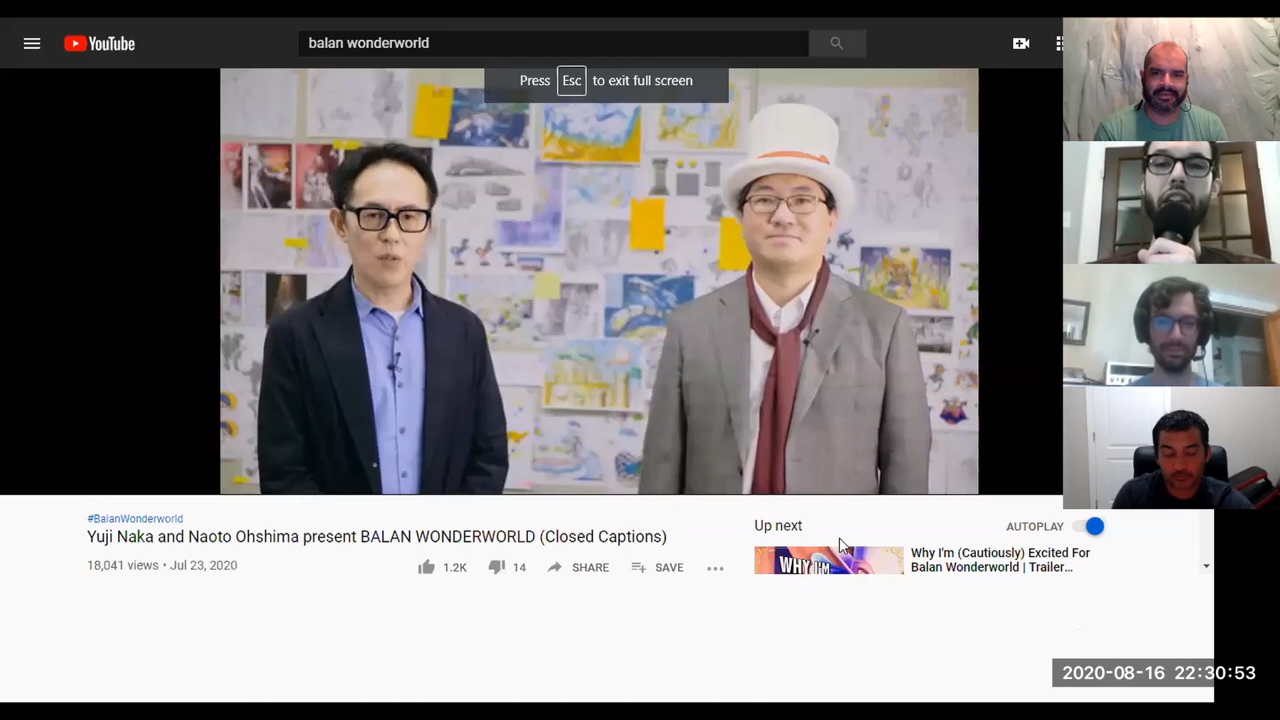 YouTube
balan wonderworld
Press Esc to exit full screen
#BalanWonderworld
Yuji Naka and Naoto Ohshima present BALAN WONDERWORLD (Closed Captions)
18,041 views • Jul 23, 2020
1.2K
14
SHARE
SAVE
Up next
AUTOPLAY
WHY I'M
Why I'm (Cautiously) Excited For
Balan Wonderworld | Trailer...
2020-08-16 22:30:53